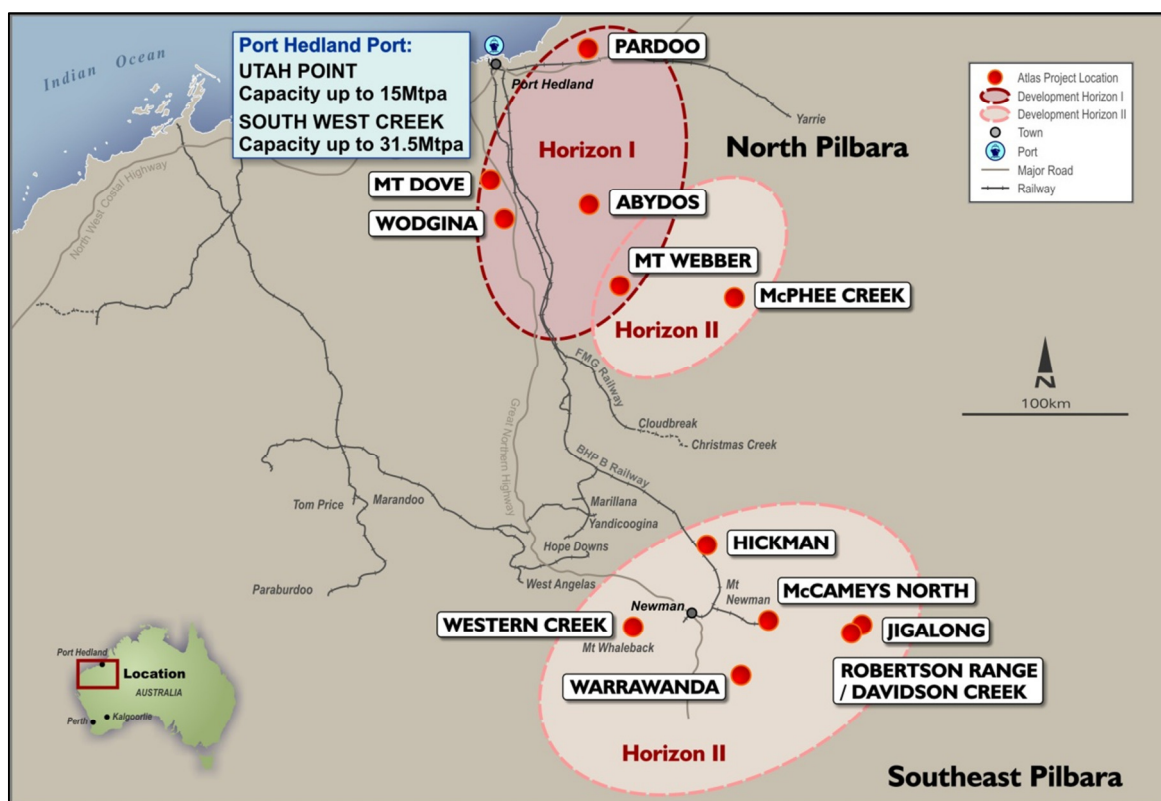 Indian Ocean
Port Hedland Port:
UTAH POINT
Capacity up to 15Mtpa
SOUTH WEST CREEK
Capacity up to 31.5Mtpa
PARDOO
Port Hedland
Yarrie
North Pilbara
Atlas Project Location
Development Horizon I
Development Horizon II
Town
Port
Major Road
Railway
North West Costal Highway
Horizon I
MT DOVE
WODGINA
ABYDOS
MT WEBBER
McPHEE CREEK
Horizon II
N
100km
FMG Railway
Cloudbreak
Christmas Creek
Great Northern Highway
BHP B Railway
Tom Price
Marandoo
Marillana
Yandicoogina
Hope Downs
West Angelas
Paraburdoo
HICKMAN
Mt
Newman
McCAMEYS NORTH
Newman
WESTERN CREEK
Mt Whaleback
JIGALONG
WARRAWANDA
ROBERTSON RANGE
/ DAVIDSON CREEK
Horizon II
Southeast Pilbara
Port Hedland
Location
AUSTRALIA
Perth
Kalgoorlie